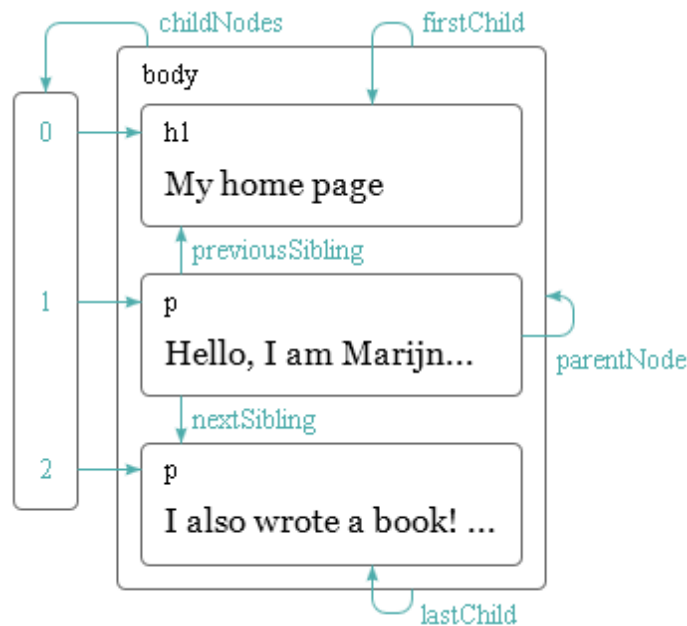 childNodes
firstChild
body
0
h1
My home page
previousSibling
1
p
Hello, I am Marijn...
parentNode
nextSibling
2
p
I also wrote a book! ...
lastChild